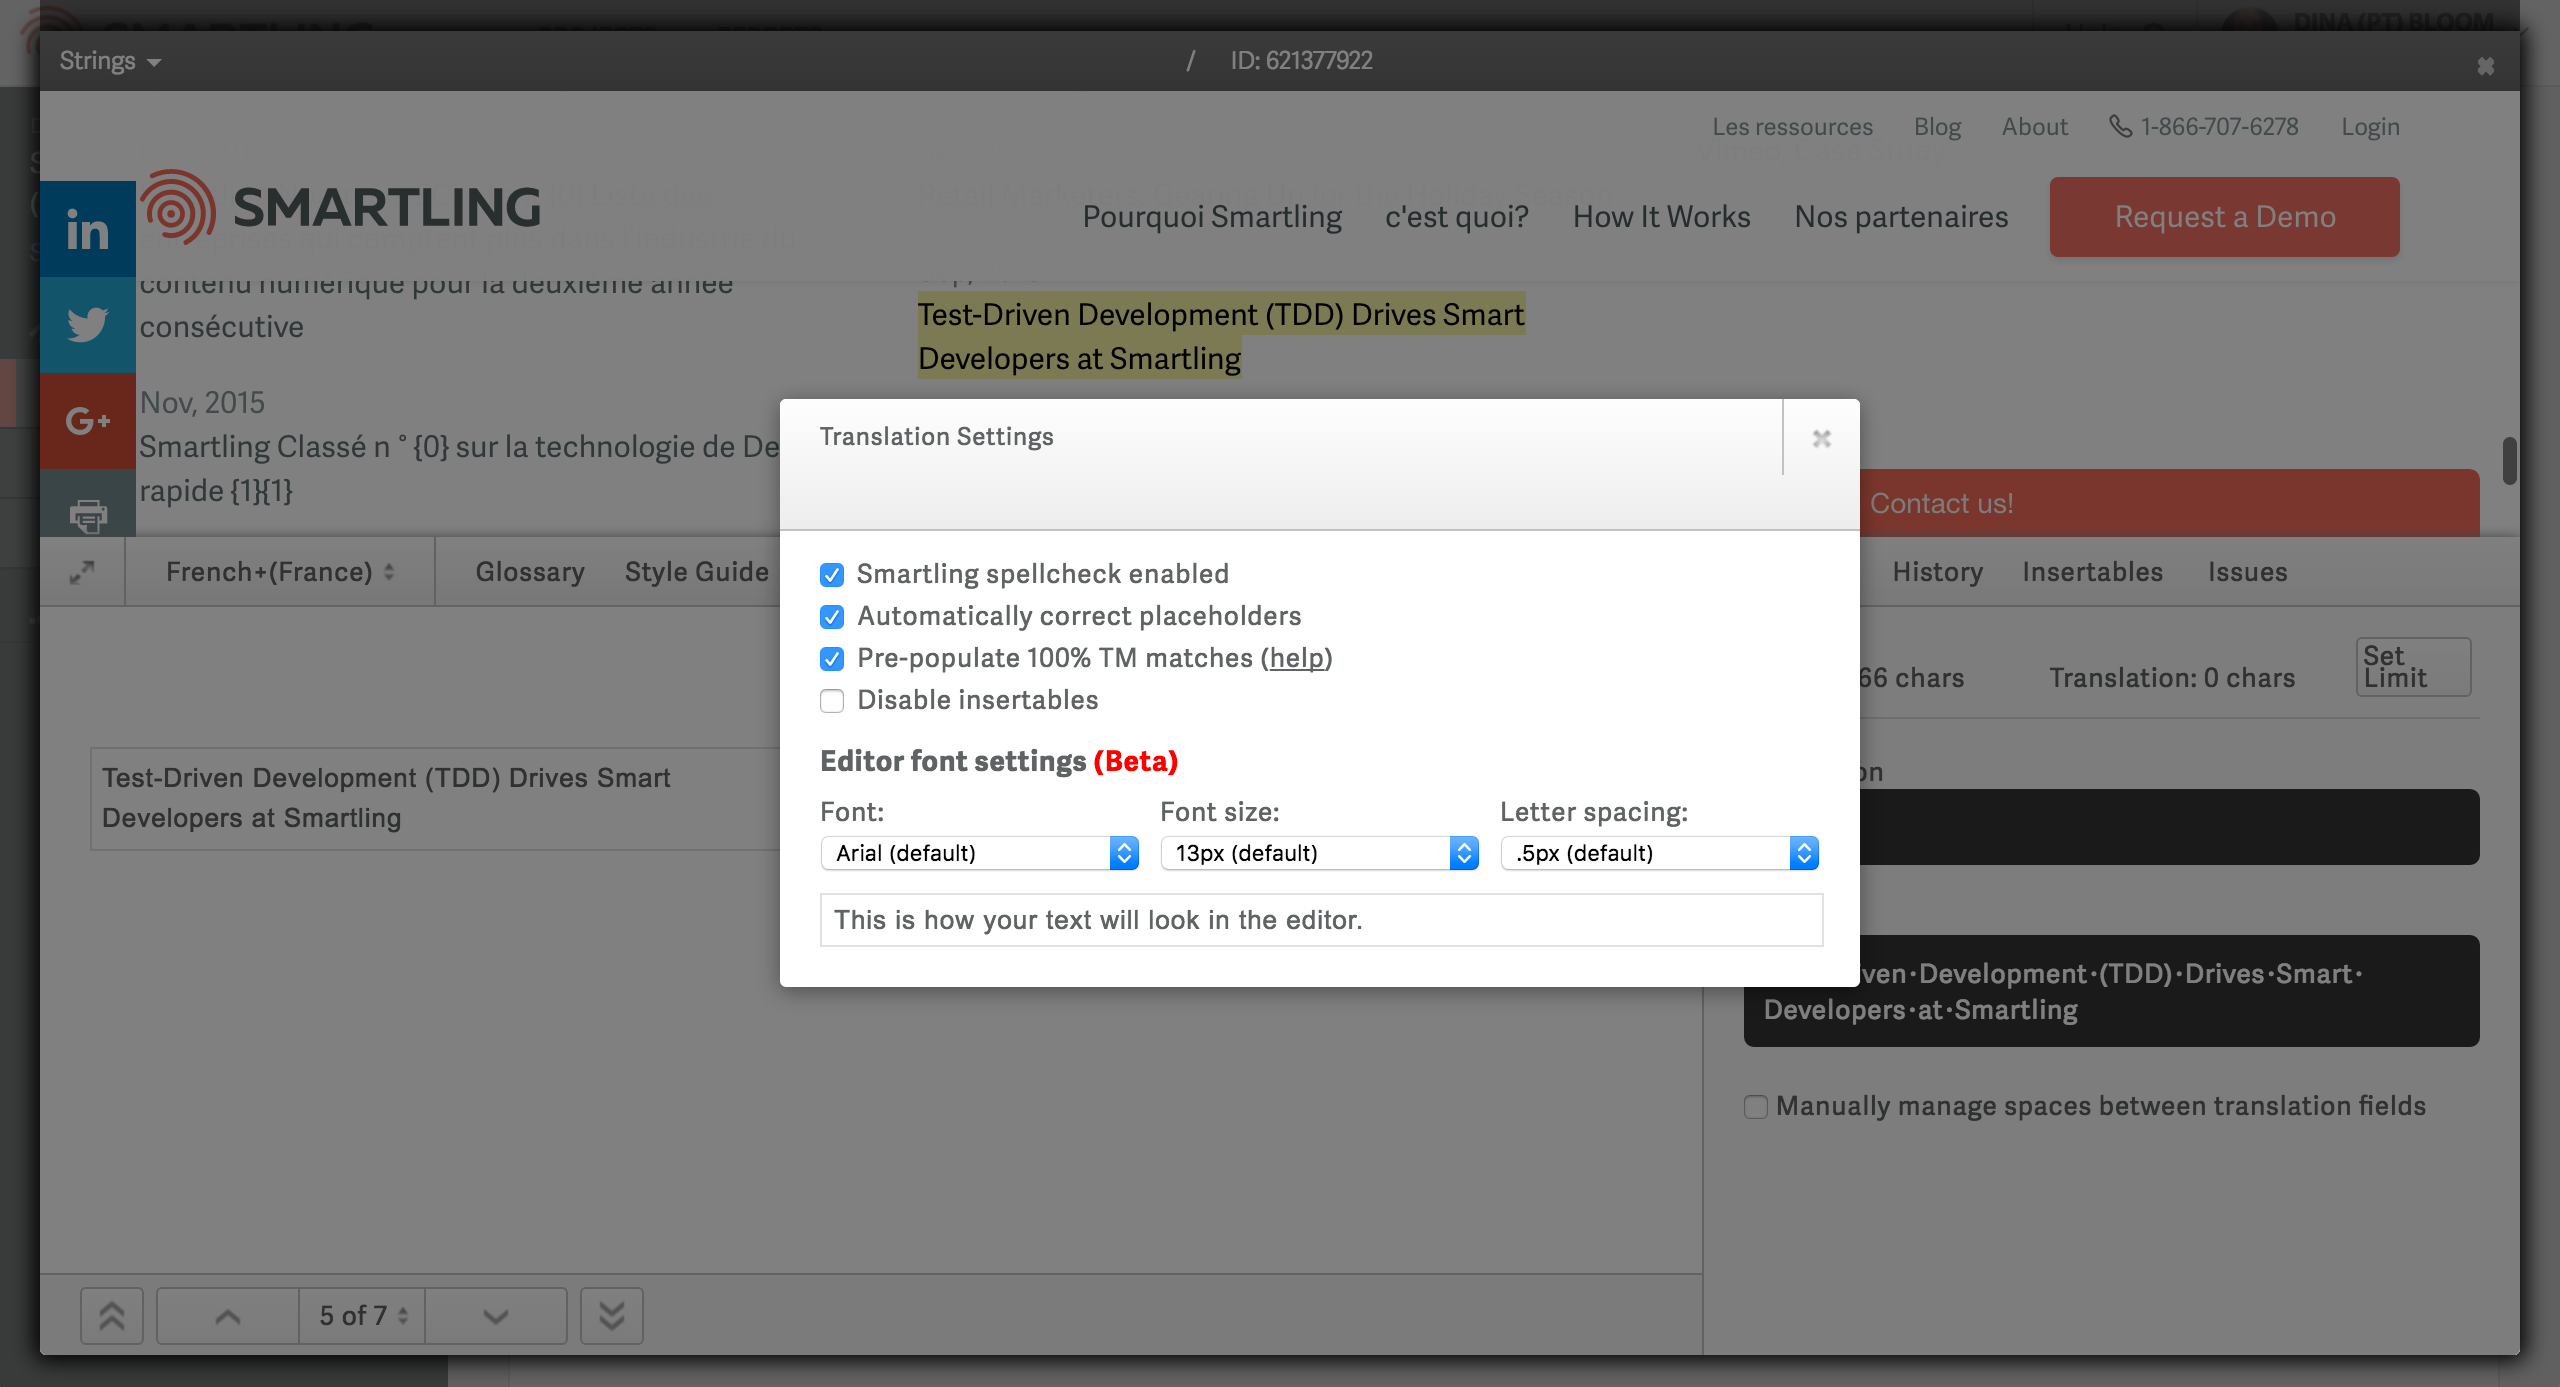 DINA (PT) BLOOM
Strings
/ ID: 621377922
Les ressources Blog About 1-866-707-6278 Login
SMARTLING
Pourquoi Smartling c'est quoi? How It Works Nos partenaires Request a Demo
contenu numérique pour la deuxième année
consécutive
Nov, 2015
Smartling Classé n ° {0} sur la technologie de De
rapide {1}{1}
Test-Driven Development (TDD) Drives Smart
Developers at Smartling
Contact us!
French+(France) Glossary Style Guide
History Insertables Issues
Translation Settings
Smartling spellcheck enabled
Automatically correct placeholders
Pre-populate 100% TM matches (help)
Disable insertables
Editor font settings (Beta)
Font: Font size: Letter spacing:
Arial (default) 13px (default) .5px (default)
This is how your text will look in the editor.
Test-Driven Development (TDD) Drives Smart
Developers at Smartling
66 chars Translation: 0 chars
Set
Limit
on
ven·Development·(TDD)·Drives·Smart·
Developers·at·Smartling
Manually manage spaces between translation fields
5 of 7